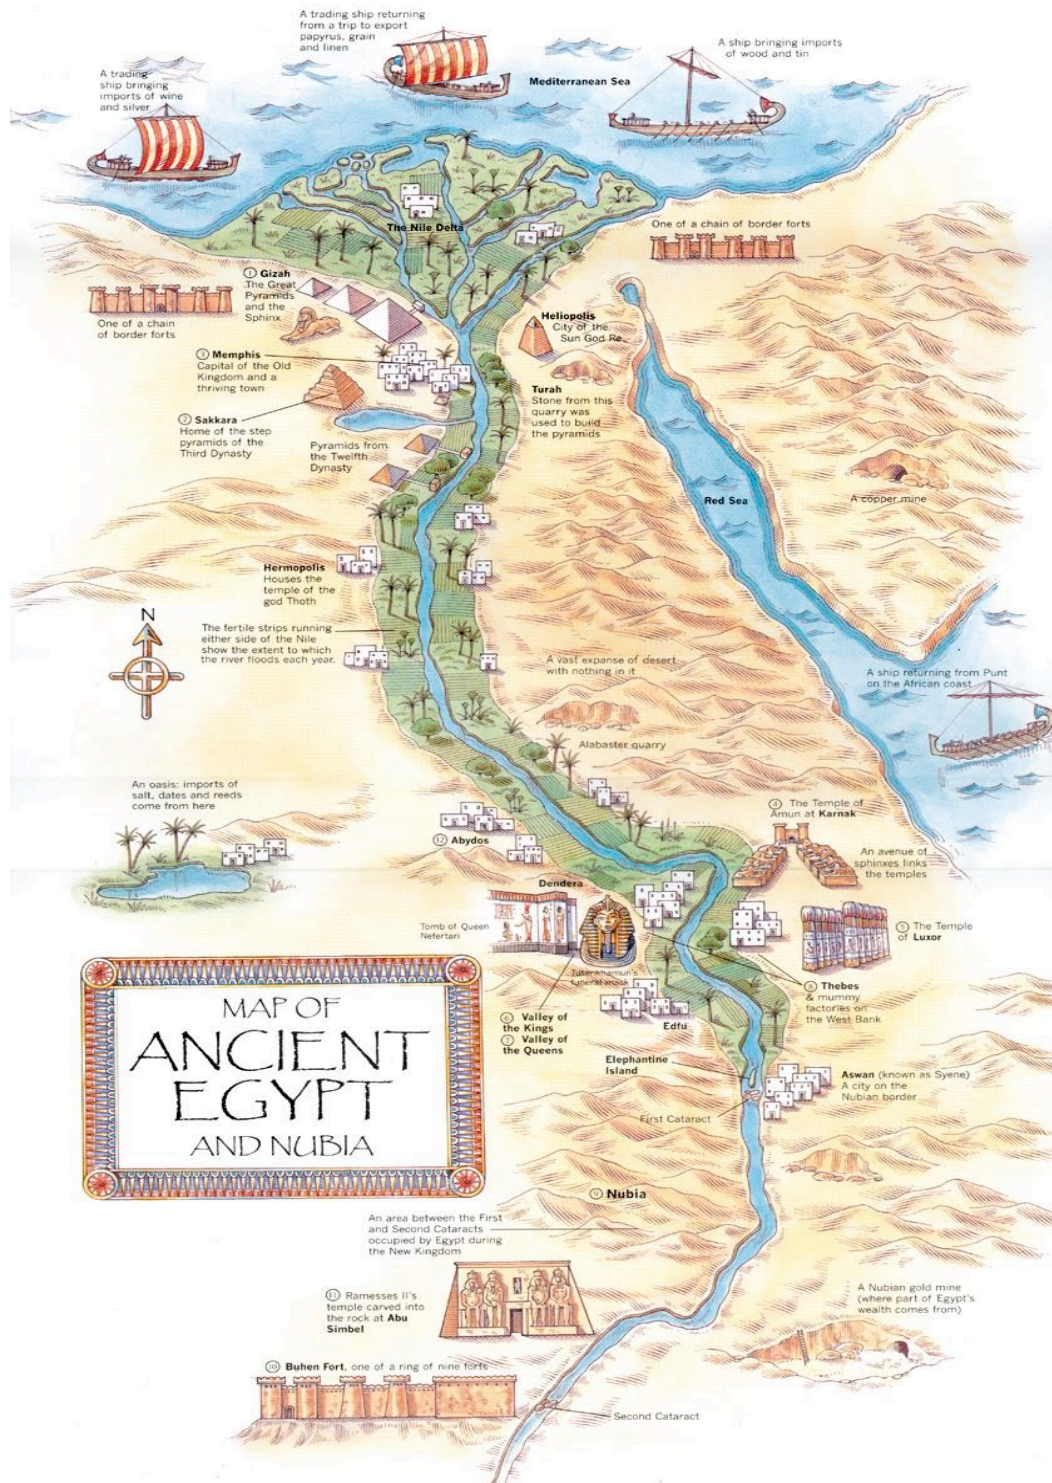 A trading ship returning
from a trip to export
papyrus, grain
and linen
A ship bringing imports
of wood and tin
Mediterranean Sea
A trading
ship bringing
imports of wine
and silver
The Nile Delta
One of a chain of border forts
① Gizah
The Great
Pyramids
and the
Sphinx
One of a chain
of border forts
Heliopolis
City of the
Sun God Re
③ Memphis
Capital of the Old
Kingdom and a
thriving town
Turah
Stone from this
quarry was
used to build
the pyramids
② Sakkara
Home of the step
pyramids of the
Third Dynasty
Pyramids from
the Twelfth
Dynasty
Red Sea
A copper mine
Hermopolis
Houses the
temple of the
god Thoth
N
The fertile strips running
either side of the Nile
show the extent to which
the river floods each year.
A vast expanse of desert
with nothing in it
A ship returning from Punt
on the African coast
Alabaster quarry
An oasis: imports of
salt, dates and reeds
come from here
④ The Temple of
Amun at Karnak
⑫ Abydos
An avenue of
sphinxes links
the temples
Dendera
Tomb of Queen
Nefertari
⑤ The Temple
of Luxor
Tutankhamun's
funeral mask
⑧ Thebes
& mummy
factories on
the West Bank
⑥ Valley of
the Kings
⑦ Valley of
the Queens
Edfu
MAP OF
ANCIENT
EGYPT
AND NUBIA
Elephantine
Island
Aswan (known as Syene)
A city on the
Nubian border
First Cataract
⑨ Nubia
An area between the First
and Second Cataracts
occupied by Egypt during
the New Kingdom
A Nubian gold mine
(where part of Egypt's
wealth comes from)
⑪ Ramesses II's
temple carved into
the rock at Abu
Simbel
⑩ Buhen Fort, one of a ring of nine forts
Second Cataract